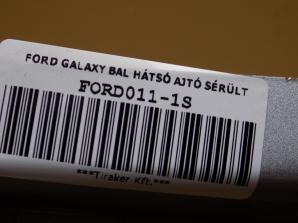 FORD GALAXY BAL HÁTSÓ AJTÓ SÉRÜLT
FORD011-1S
***Tiraker Kft.***